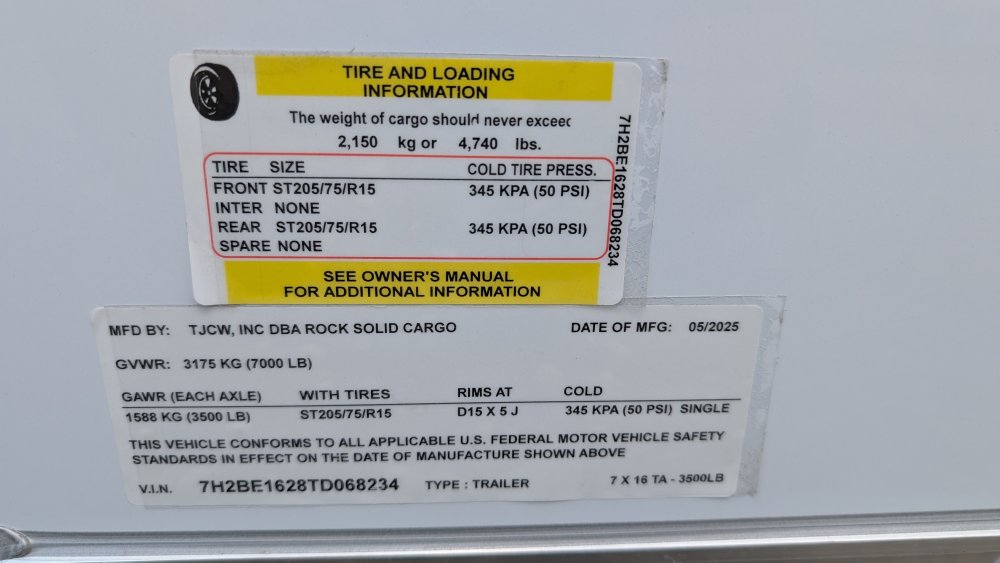 TIRE AND LOADING
INFORMATION
The weight of cargo should never exceed
2,150 kg or 4,740 lbs.
TIRE SIZE COLD TIRE PRESS.
FRONT ST205/75/R15 345 KPA (50 PSI)
INTER NONE
REAR ST205/75/R15 345 KPA (50 PSI)
SPARE NONE
SEE OWNER'S MANUAL
FOR ADDITIONAL INFORMATION
7H2BE1628TD068234
MFD BY: TJCW, INC DBA ROCK SOLID CARGO DATE OF MFG: 05/2025
GVWR: 3175 KG (7000 LB)
GAWR (EACH AXLE) WITH TIRES RIMS AT COLD
1588 KG (3500 LB) ST205/75/R15 D15 X 5 J 345 KPA (50 PSI) SINGLE
THIS VEHICLE CONFORMS TO ALL APPLICABLE U.S. FEDERAL MOTOR VEHICLE SAFETY
STANDARDS IN EFFECT ON THE DATE OF MANUFACTURE SHOWN ABOVE
V.I.N. 7H2BE1628TD068234 TYPE : TRAILER 7 X 16 TA - 3500LB